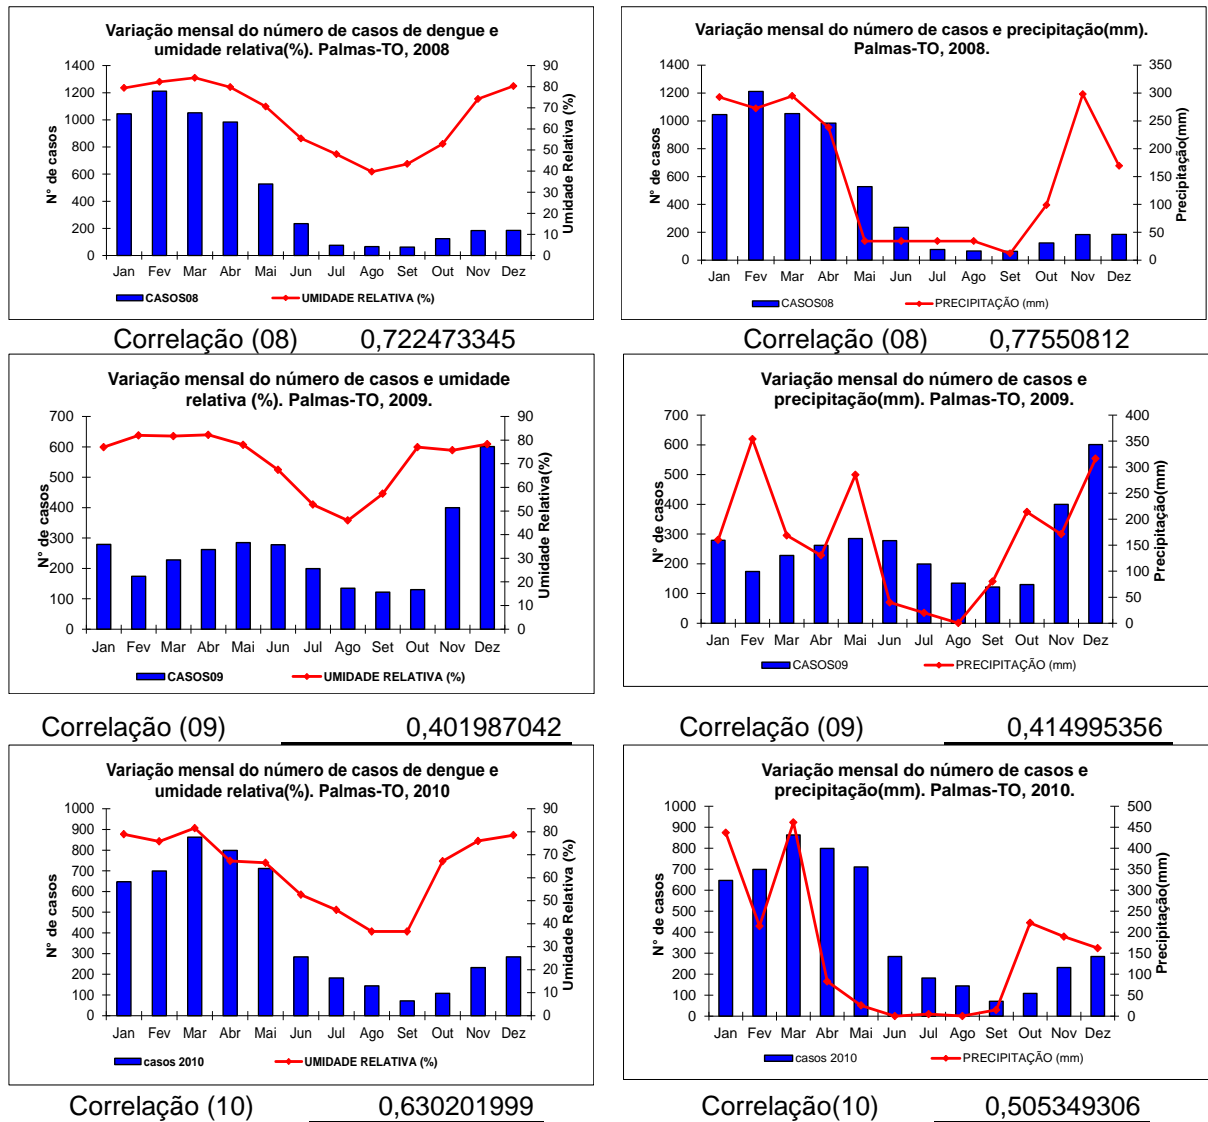 Variação mensal do número de casos de dengue e
umidade relativa(%). Palmas-TO, 2008
N° de casos
1400
1200
1000
800
600
400
200
0
90
80
70
60
50
40
30
20
10
0
Umidade Relativa (%)
Jan Fev Mar Abr Mai Jun Jul Ago Set Out Nov Dez
CASOS08 UMIDADE RELATIVA (%)
Variação mensal do número de casos e precipitação(mm).
Palmas-TO, 2008.
N° de casos
1400
1200
1000
800
600
400
200
0
350
300
250
200
150
100
50
0
Precipitação(mm)
Jan Fev Mar Abr Mai Jun Jul Ago Set Out Nov Dez
CASOS08 PRECIPITAÇÃO (mm)
Correlação (08) 0,722473345
Correlação (08) 0,77550812
Variação mensal do número de casos e umidade
relativa (%). Palmas-TO, 2009.
N° de casos
700
600
500
400
300
200
100
0
90
80
70
60
50
40
30
20
10
0
Umidade Relativa(%)
Jan Fev Mar Abr Mai Jun Jul Ago Set Out Nov Dez
CASOS09 UMIDADE RELATIVA (%)
Variação mensal do número de casos e
precipitação(mm). Palmas-TO, 2009.
N° de casos
700
600
500
400
300
200
100
0
400
350
300
250
200
150
100
50
0
Precipitação(mm)
Jan Fev Mar Abr Mai Jun Jul Ago Set Out Nov Dez
CASOS09 PRECIPITAÇÃO (mm)
Correlação (09) 0,401987042
Correlação (09) 0,414995356
Variação mensal do número de casos de dengue e
umidade relativa(%). Palmas-TO, 2010
N° de casos
1000
900
800
700
600
500
400
300
200
100
0
90
80
70
60
50
40
30
20
10
0
Umidade Relativa (%)
Jan Fev Mar Abr Mai Jun Jul Ago Set Out Nov Dez
casos 2010 UMIDADE RELATIVA (%)
Variação mensal do número de casos e
precipitação(mm). Palmas-TO, 2010.
N° de casos
1000
900
800
700
600
500
400
300
200
100
0
500
450
400
350
300
250
200
150
100
50
0
Precipitação(mm)
Jan Fev Mar Abr Mai Jun Jul Ago Set Out Nov Dez
casos 2010 PRECIPITAÇÃO (mm)
Correlação (10) 0,630201999
Correlação(10) 0,505349306